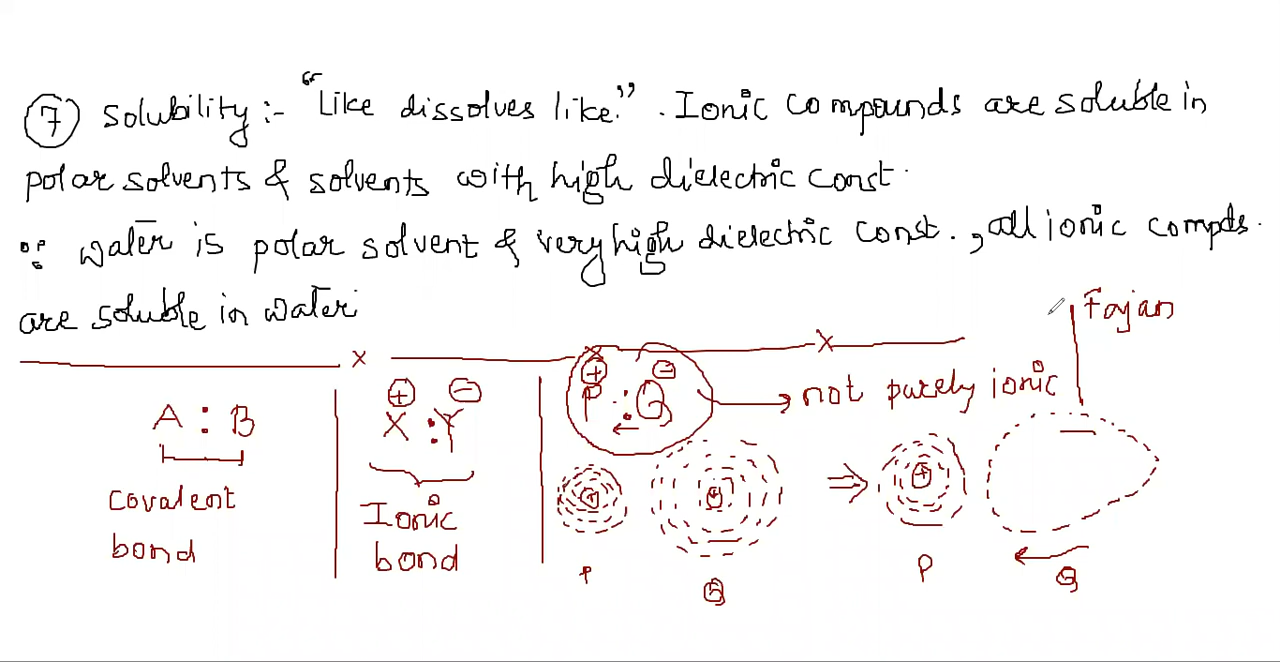 ⑦ Solubility :- "Like dissolves like". Ionic compounds are soluble in
polar solvents & solvents with high dielectric const.
∵ water is polar solvent & very high dielectric const., all ionic compds.
are soluble in water
Fajan
x x x
⊕ ⊖ ⊕ ⊖
A : B X :Y P : Q not purely ionic
Covalent
bond
Ionic
bond
+ + ⇒ +
P Q P Q